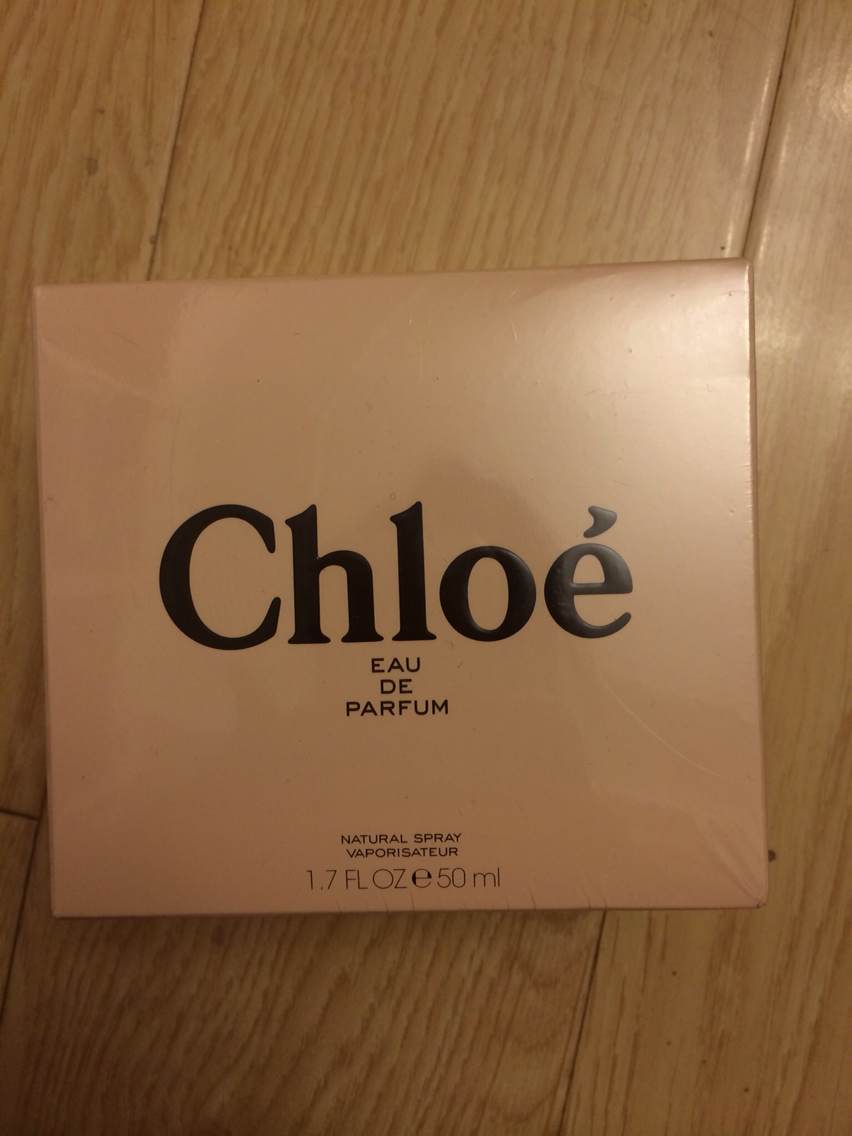 Chloé
EAU
DE
PARFUM
NATURAL SPRAY
VAPORISATEUR
1.7 FL OZ ℮ 50 ml